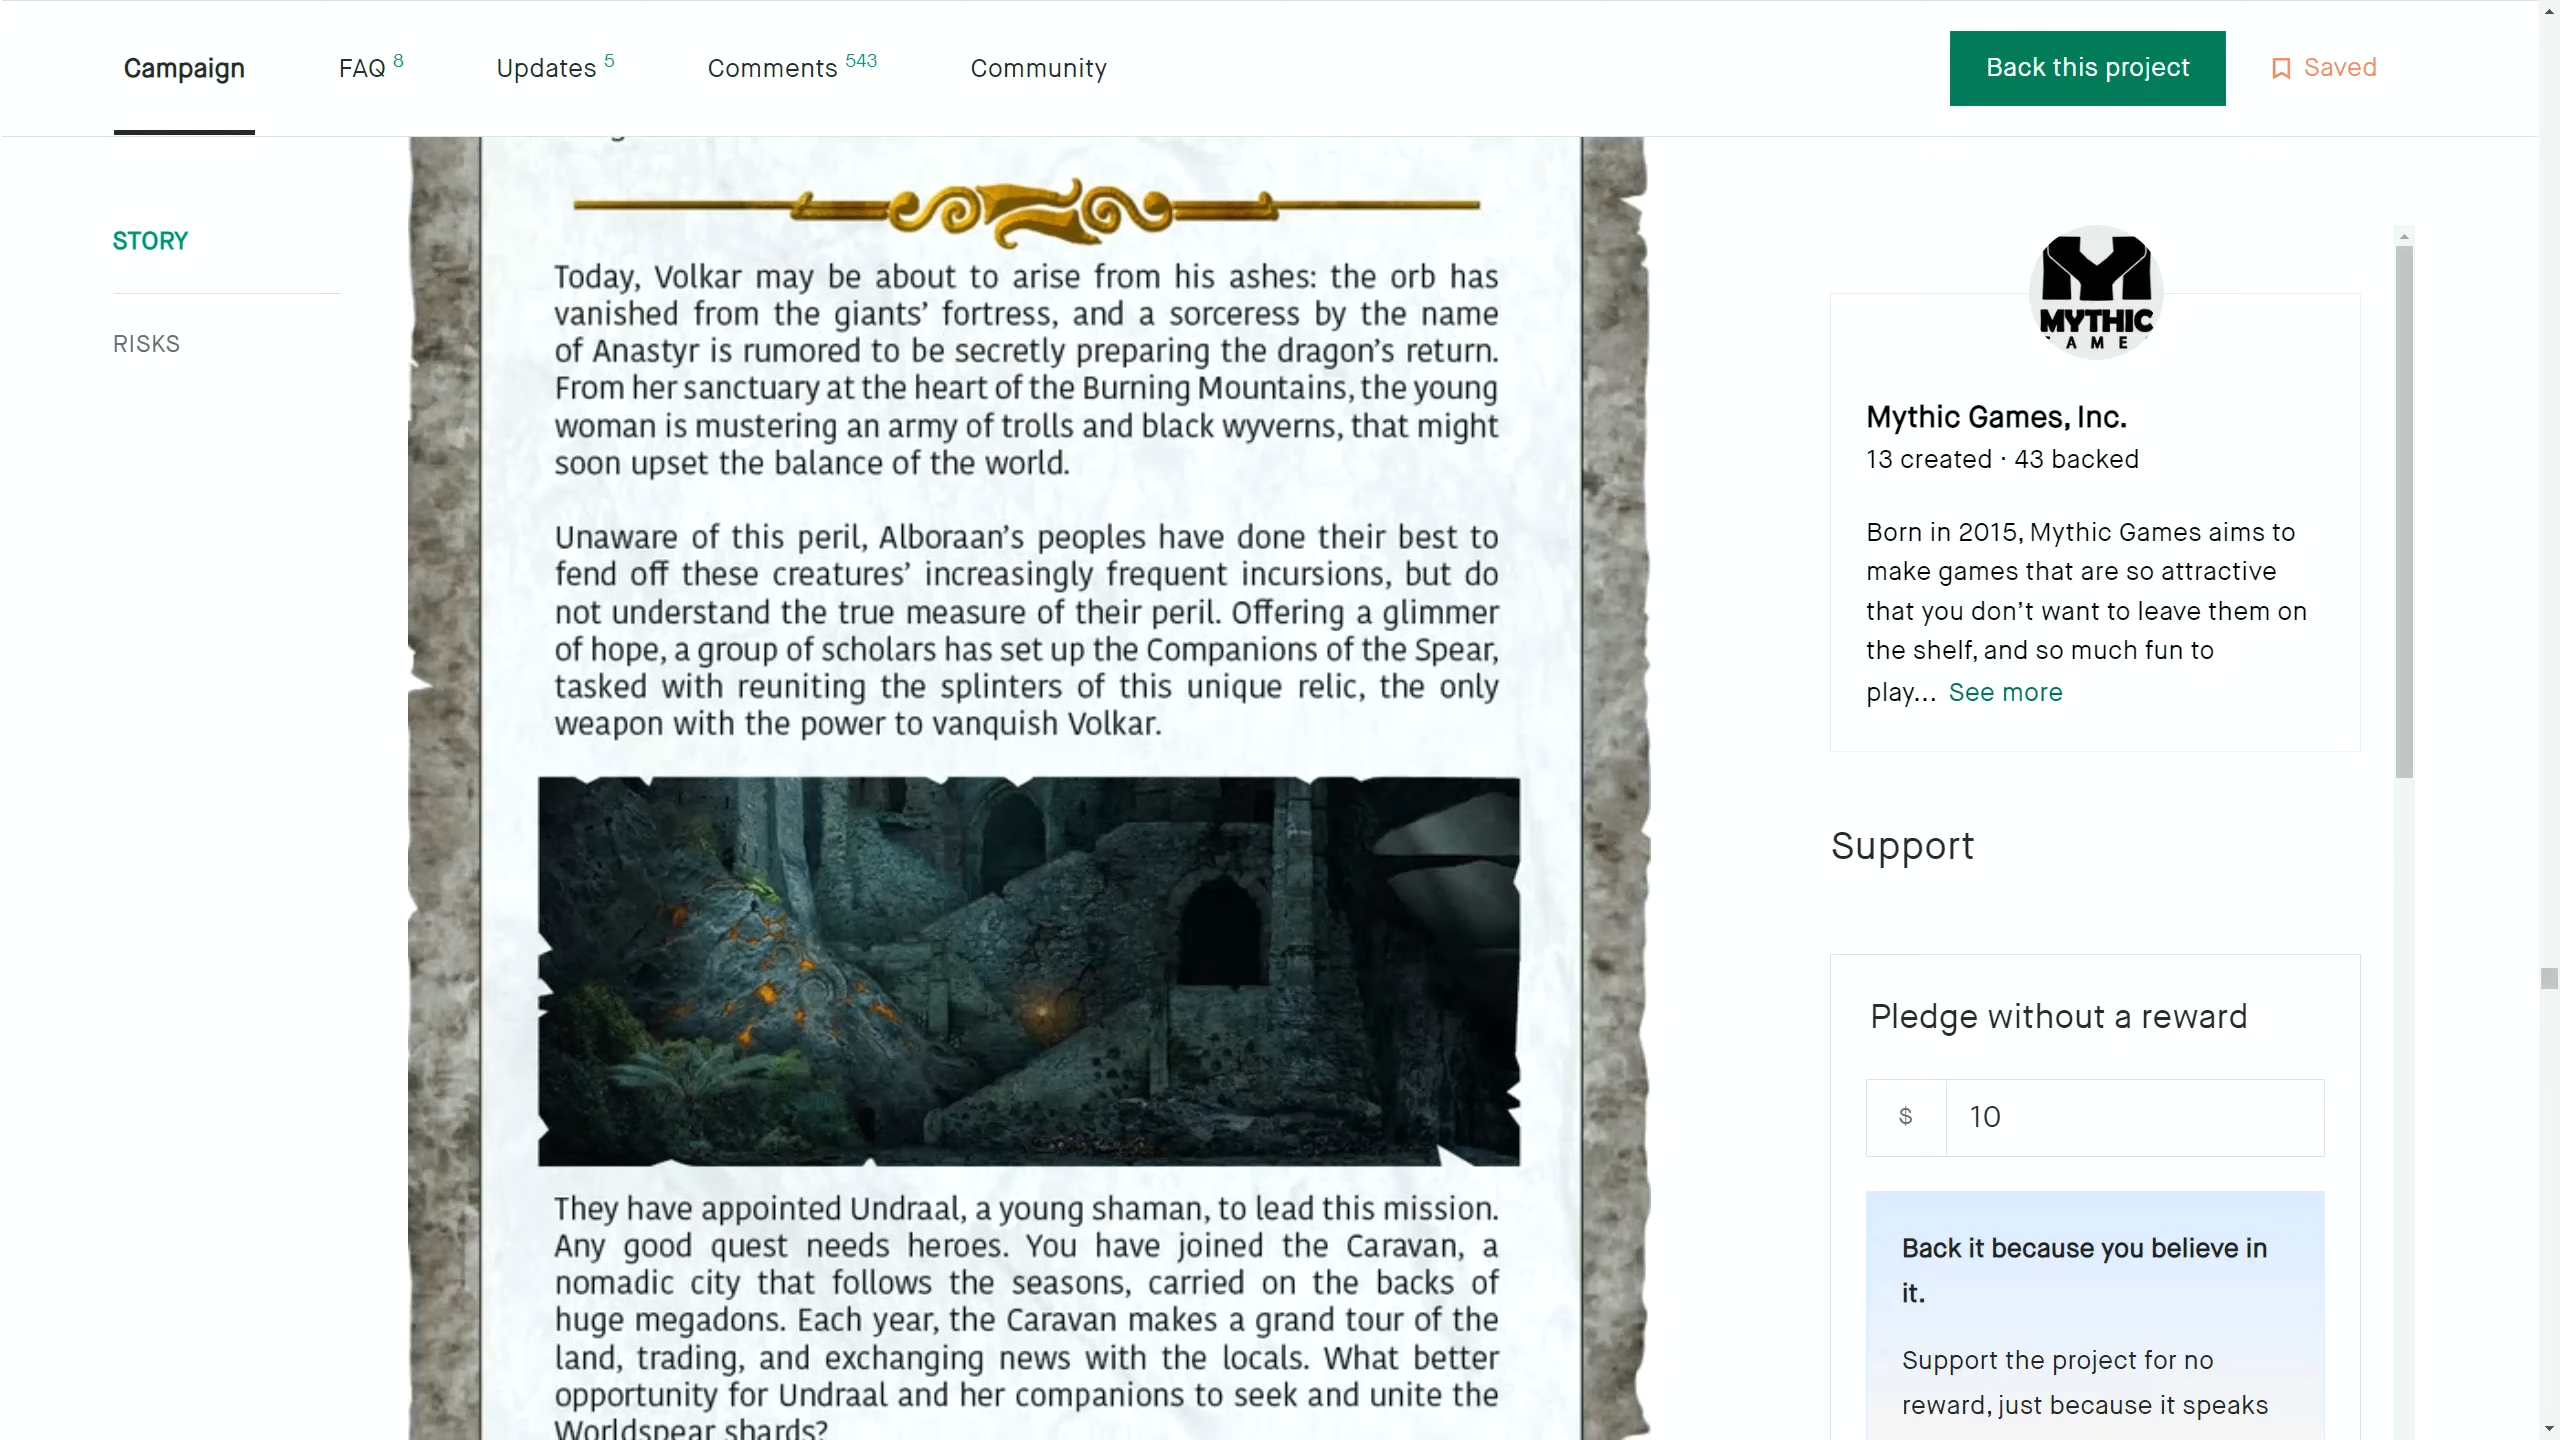 Campaign
FAQ 8
Updates 5
Comments 543
Community
Back this project
Saved
STORY
RISKS
Today, Volkar may be about to arise from his ashes: the orb has
vanished from the giants’ fortress, and a sorceress by the name
of Anastyr is rumored to be secretly preparing the dragon’s return.
From her sanctuary at the heart of the Burning Mountains, the young
woman is mustering an army of trolls and black wyverns, that might
soon upset the balance of the world.
Unaware of this peril, Alboraan’s peoples have done their best to
fend off these creatures’ increasingly frequent incursions, but do
not understand the true measure of their peril. Offering a glimmer
of hope, a group of scholars has set up the Companions of the Spear,
tasked with reuniting the splinters of this unique relic, the only
weapon with the power to vanquish Volkar.
They have appointed Undraal, a young shaman, to lead this mission.
Any good quest needs heroes. You have joined the Caravan, a
nomadic city that follows the seasons, carried on the backs of
huge megadons. Each year, the Caravan makes a grand tour of the
land, trading, and exchanging news with the locals. What better
opportunity for Undraal and her companions to seek and unite the
Worldspear shards?
MYTHIC
AME
Mythic Games, Inc.
13 created · 43 backed
Born in 2015, Mythic Games aims to
make games that are so attractive
that you don’t want to leave them on
the shelf, and so much fun to
play... See more
Support
Pledge without a reward
$ 10
Back it because you believe in
it.
Support the project for no
reward, just because it speaks